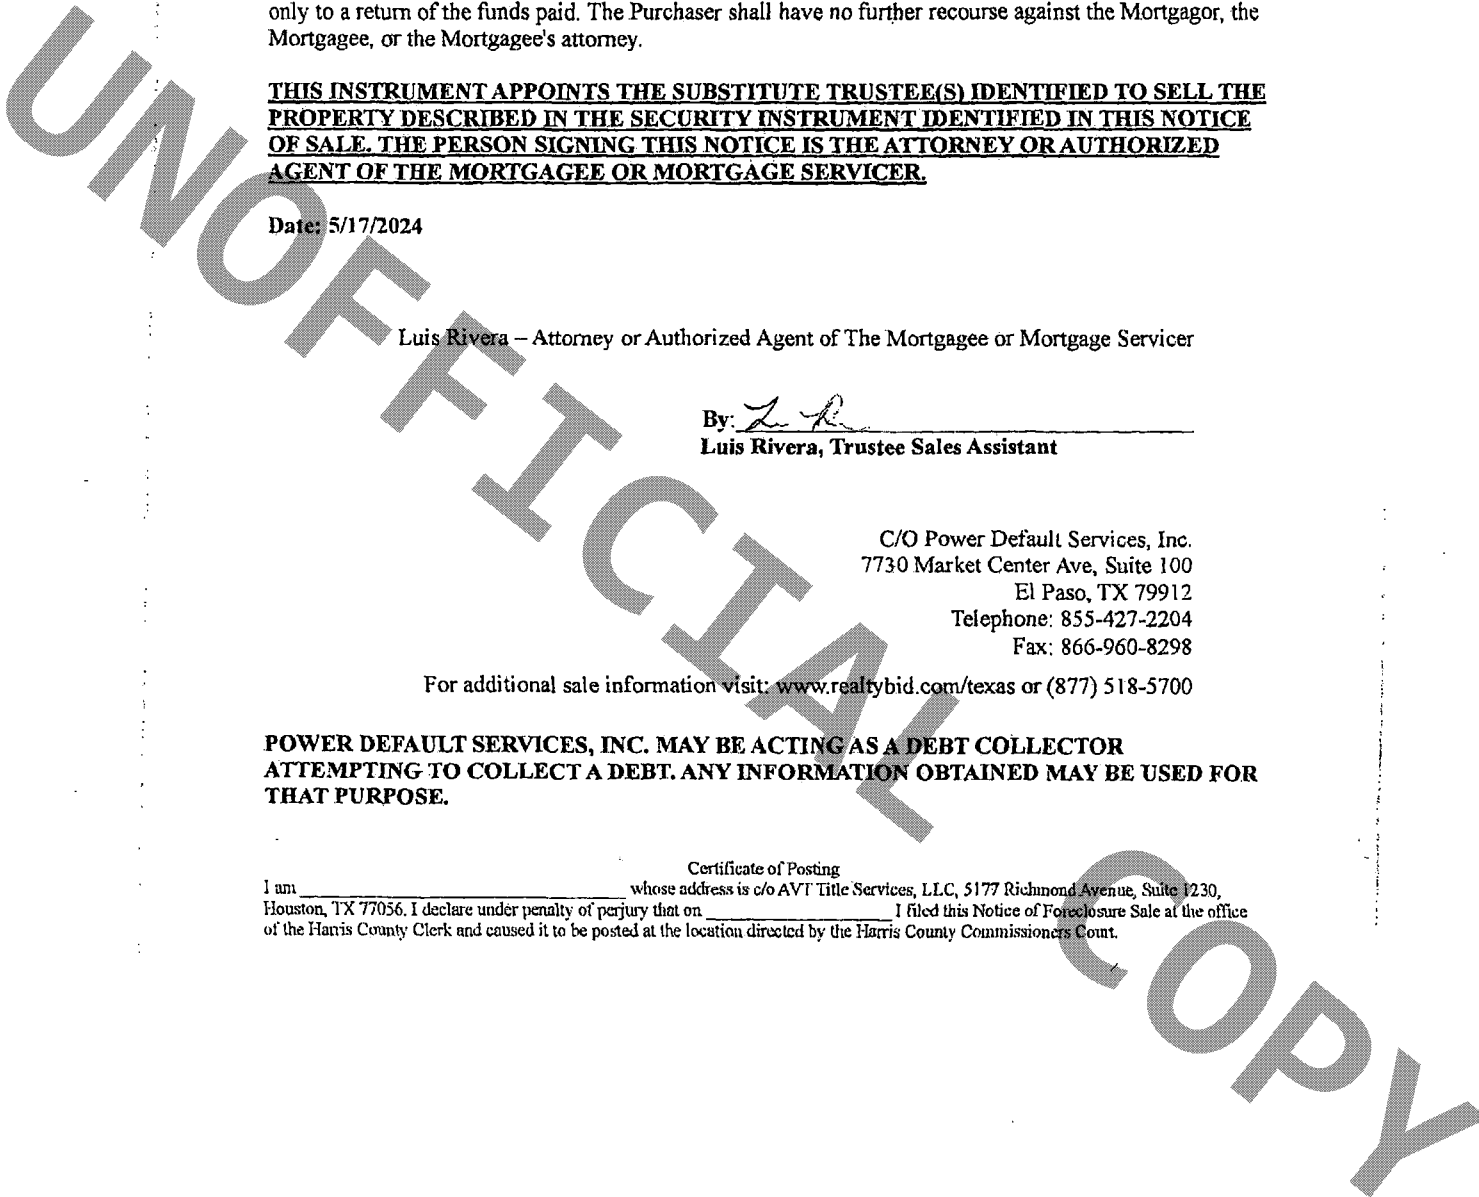 only to a return of the funds paid. The Purchaser shall have no further recourse against the Mortgagor, the
Mortgagee, or the Mortgagee's attorney.
THIS INSTRUMENT APPOINTS THE SUBSTITUTE TRUSTEE(S) IDENTIFIED TO SELL THE
PROPERTY DESCRIBED IN THE SECURITY INSTRUMENT IDENTIFIED IN THIS NOTICE
OF SALE. THE PERSON SIGNING THIS NOTICE IS THE ATTORNEY OR AUTHORIZED
AGENT OF THE MORTGAGEE OR MORTGAGE SERVICER.
Date: 5/17/2024
Luis Rivera – Attorney or Authorized Agent of The Mortgagee or Mortgage Servicer
By:
Luis Rivera, Trustee Sales Assistant
C/O Power Default Services, Inc.
7730 Market Center Ave, Suite 100
El Paso, TX 79912
Telephone: 855-427-2204
Fax: 866-960-8298
For additional sale information visit: www.realtybid.com/texas or (877) 518-5700
POWER DEFAULT SERVICES, INC. MAY BE ACTING AS A DEBT COLLECTOR
ATTEMPTING TO COLLECT A DEBT. ANY INFORMATION OBTAINED MAY BE USED FOR
THAT PURPOSE.
Certificate of Posting
I am ______________________________ whose address is c/o AVT Title Services, LLC, 5177 Richmond Avenue, Suite 1230,
Houston, TX 77056. I declare under penalty of perjury that on _________________ I filed this Notice of Foreclosure Sale at the office
of the Harris County Clerk and caused it to be posted at the location directed by the Harris County Commissioners Court.
UNOFFICIAL COPY